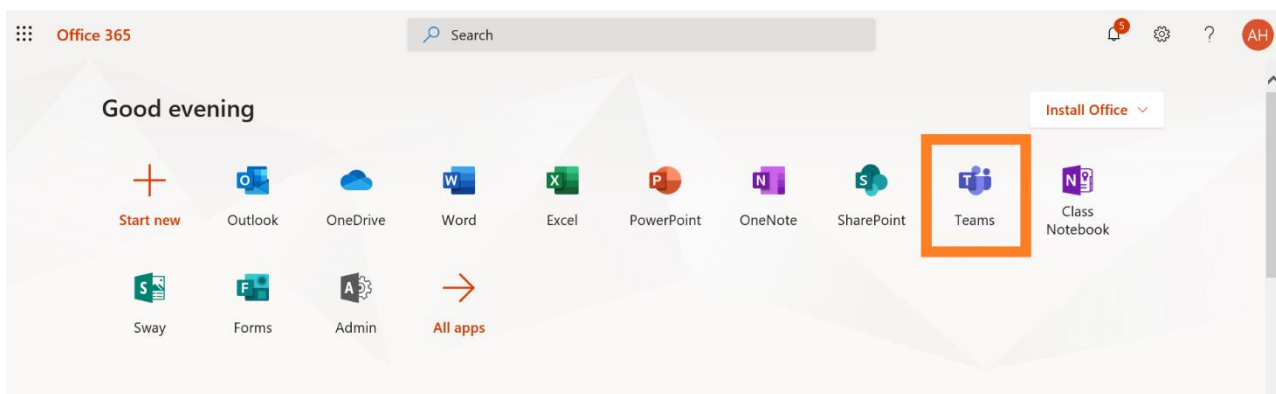 Office 365
Search
5
AH
Good evening
Install Office
Start new
Outlook
OneDrive
Word
Excel
PowerPoint
OneNote
SharePoint
Teams
Class
Notebook
Sway
Forms
Admin
All apps